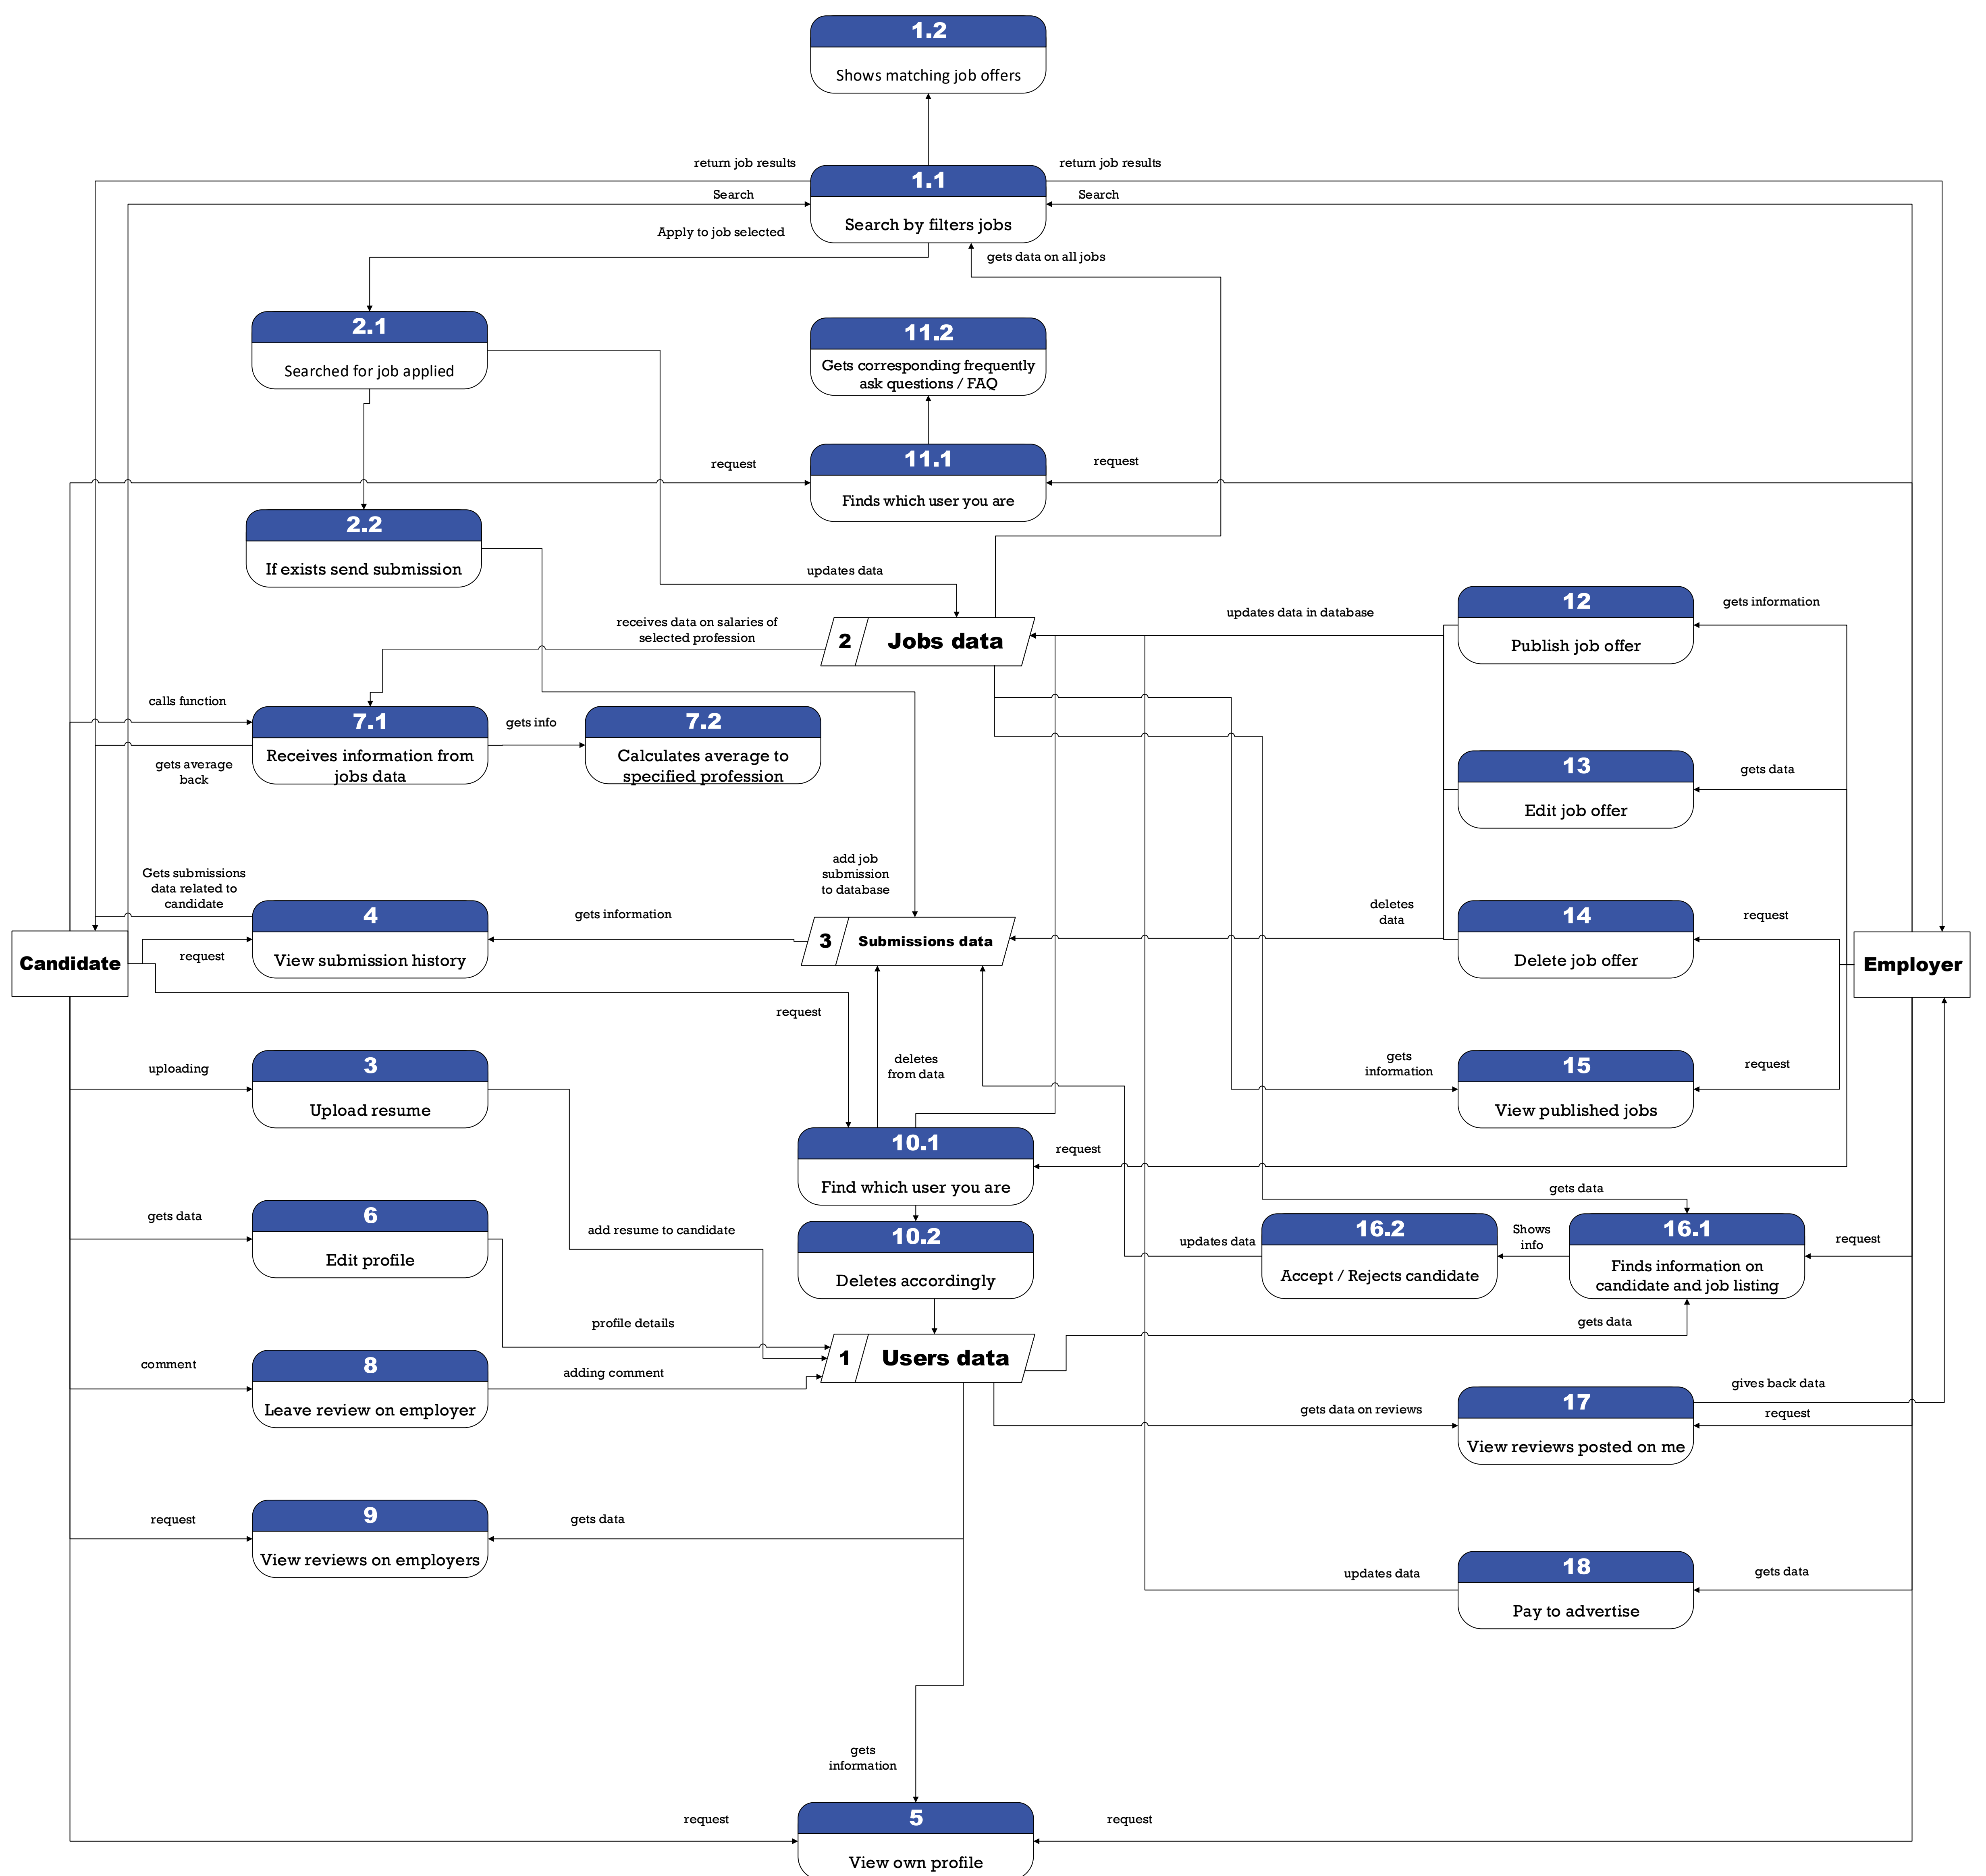 1.2
Shows matching job offers
return job results
return job results
1.1
Search
Search
Search by filters jobs
Apply to job selected
gets data on all jobs
2.1
Searched for job applied
11.2
Gets corresponding frequently
ask questions / FAQ
request
11.1
request
Finds which user you are
2.2
If exists send submission
updates data
12
gets information
updates data in database
Publish job offer
receives data on salaries of
selected profession
2
Jobs data
calls function
7.1
gets info
7.2
Receives information from
jobs data
Calculates average to
specified profession
gets average
back
13
gets data
Edit job offer
Gets submissions
data related to
candidate
add job
submission
to database
4
gets information
View submission history
request
3
Submissions data
deletes
data
14
request
Delete job offer
Candidate
Employer
request
uploading
3
Upload resume
deletes
from data
gets
information
15
request
View published jobs
10.1
request
Find which user you are
gets data
gets data
6
Edit profile
add resume to candidate
10.2
Deletes accordingly
updates data
16.2
Accept / Rejects candidate
Shows
info
16.1
Finds information on
candidate and job listing
request
profile details
gets data
1
Users data
comment
8
Leave review on employer
adding comment
gets data on reviews
17
View reviews posted on me
gives back data
request
request
9
View reviews on employers
gets data
updates data
18
Pay to advertise
gets data
gets
information
request
5
request
View own profile